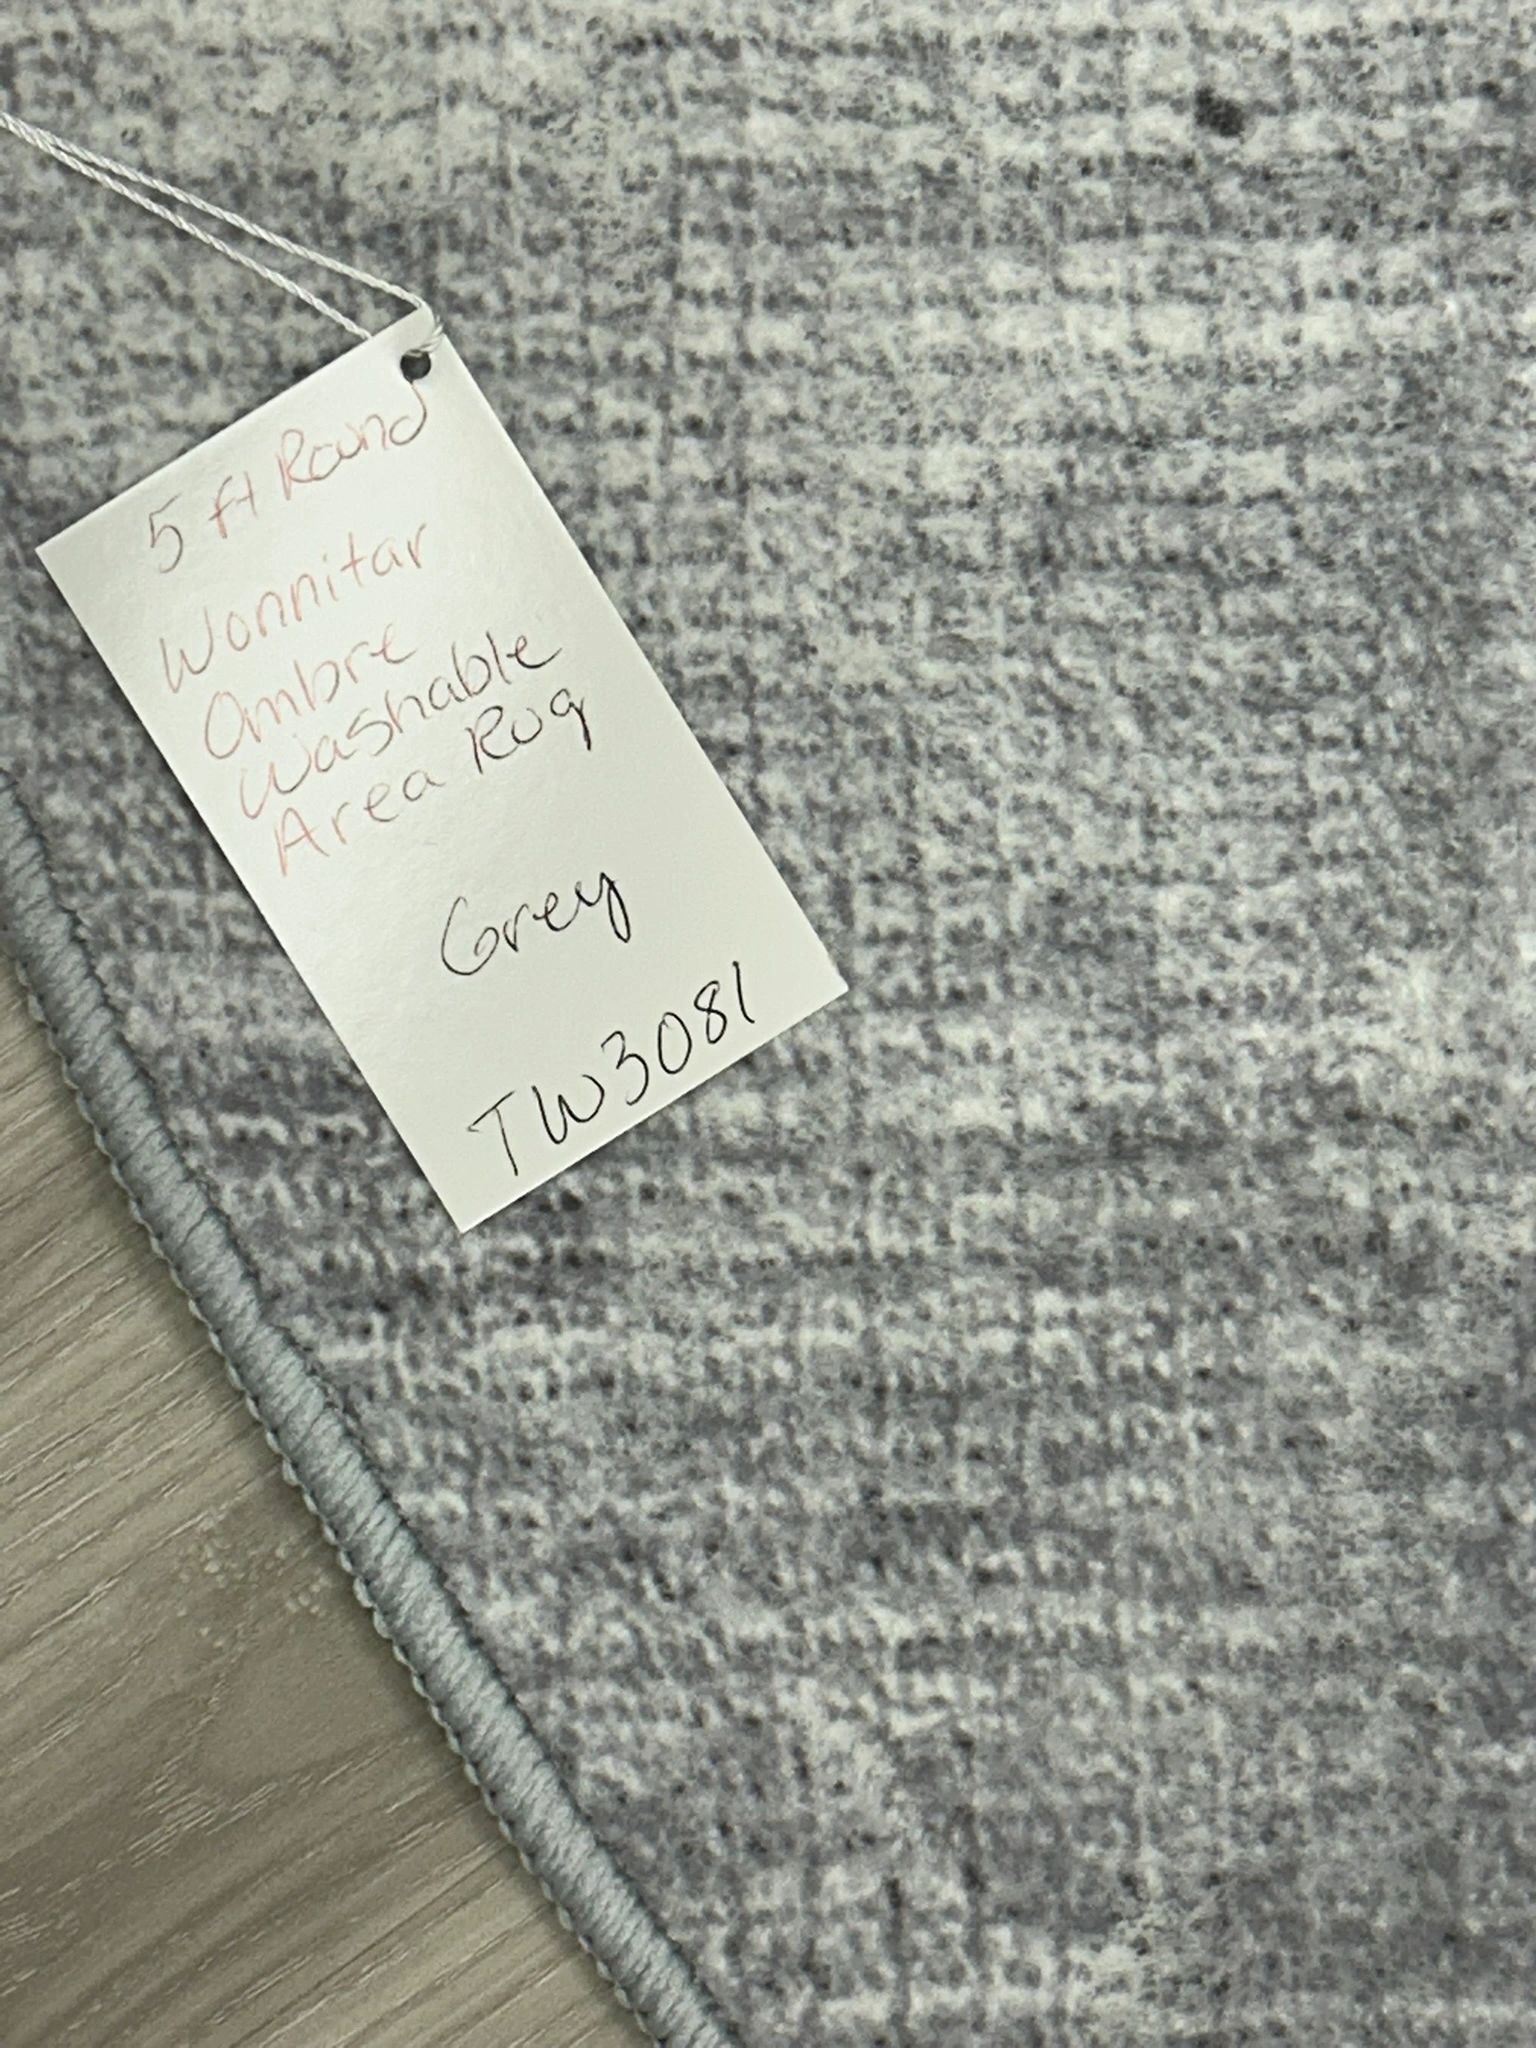 5 ft Round
Wonnitar
Ombre
Washable
Area Rug
Grey
TW3081